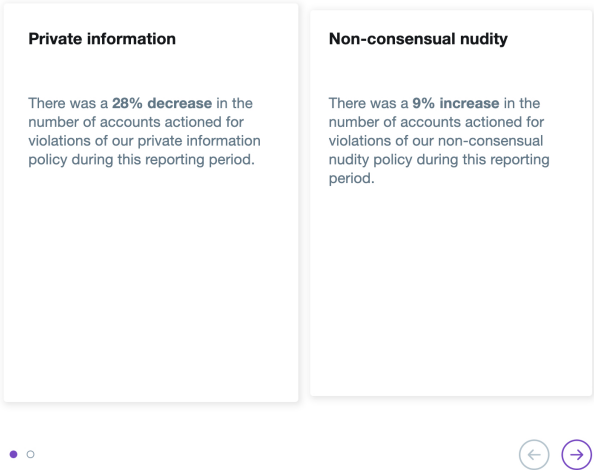 Private information
There was a 28% decrease in the
number of accounts actioned for
violations of our private information
policy during this reporting period.
Non-consensual nudity
There was a 9% increase in the
number of accounts actioned for
violations of our non-consensual
nudity policy during this reporting
period.